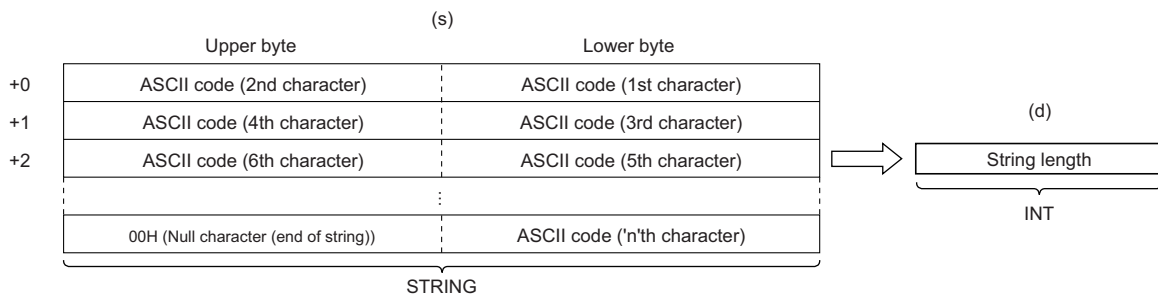 (s)
Upper byte Lower byte
+0 ASCII code (2nd character) ASCII code (1st character)
+1 ASCII code (4th character) ASCII code (3rd character)
(d)
+2 ASCII code (6th character) ASCII code (5th character) String length
⋮
INT
00H (Null character (end of string)) ASCII code ('n'th character)
STRING